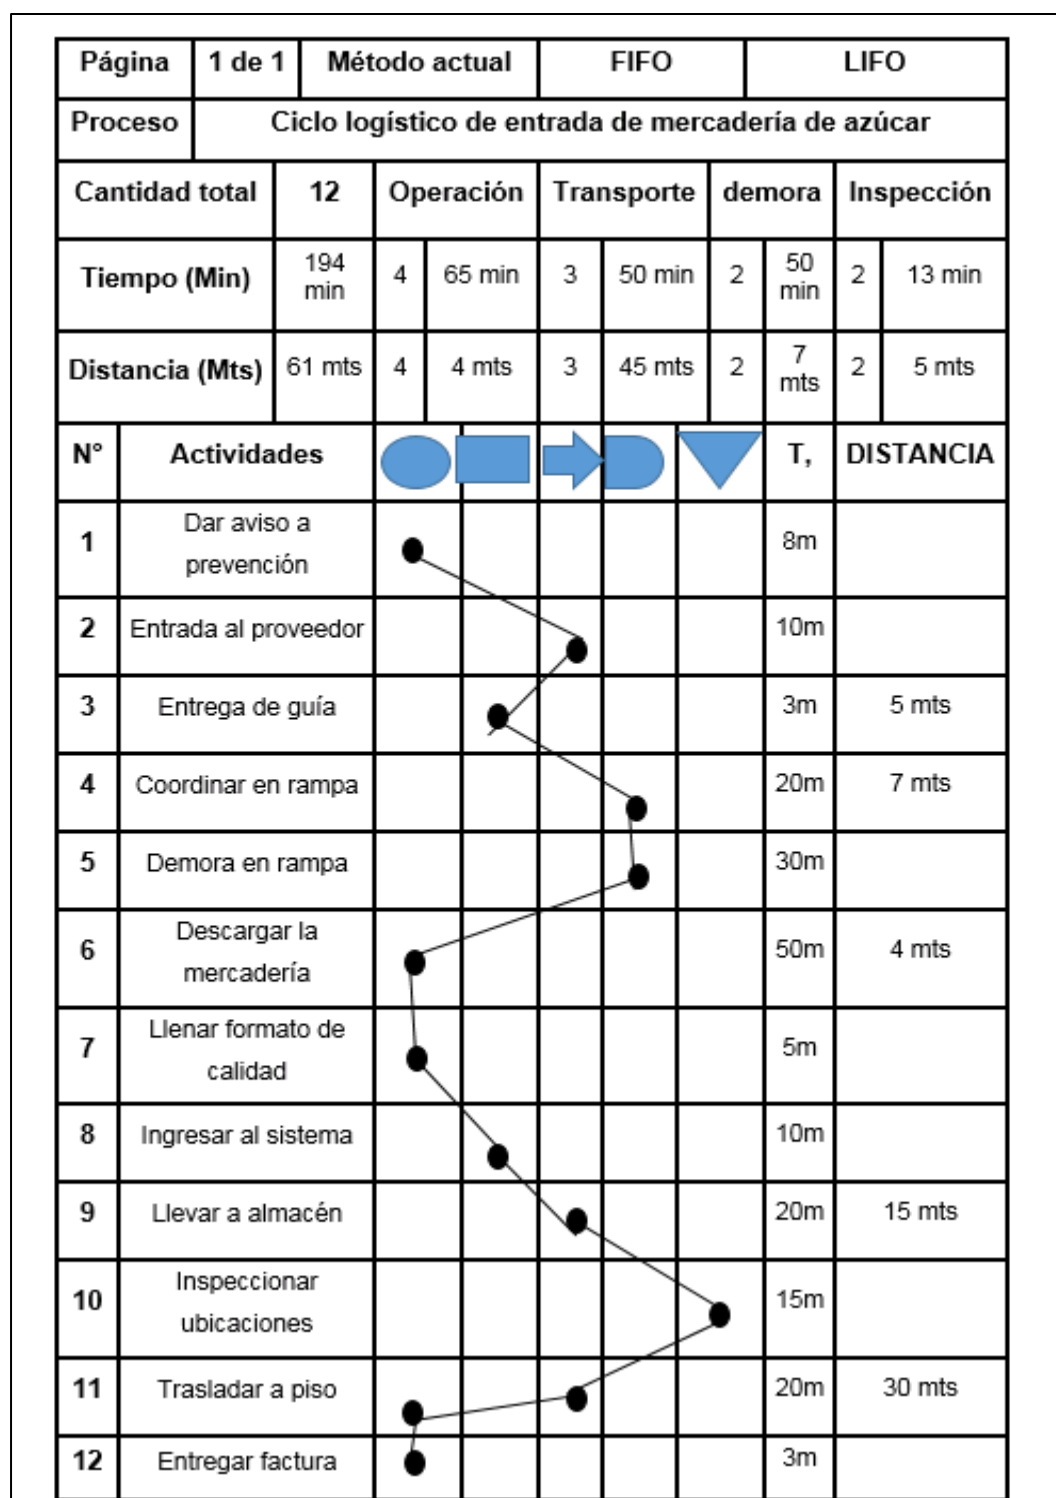 Página 1 de 1 Método actual FIFO LIFO
Proceso Ciclo logístico de entrada de mercadería de azúcar
Cantidad total 12 Operación Transporte demora Inspección
Tiempo (Min) 194 min 4 65 min 3 50 min 2 50 min 2 13 min
Distancia (Mts) 61 mts 4 4 mts 3 45 mts 2 7 mts 2 5 mts
N° Actividades T, DISTANCIA
1 Dar aviso a prevención 8m
2 Entrada al proveedor 10m
3 Entrega de guía 3m 5 mts
4 Coordinar en rampa 20m 7 mts
5 Demora en rampa 30m
6 Descargar la mercadería 50m 4 mts
7 Llenar formato de calidad 5m
8 Ingresar al sistema 10m
9 Llevar a almacén 20m 15 mts
10 Inspeccionar ubicaciones 15m
11 Trasladar a piso 20m 30 mts
12 Entregar factura 3m